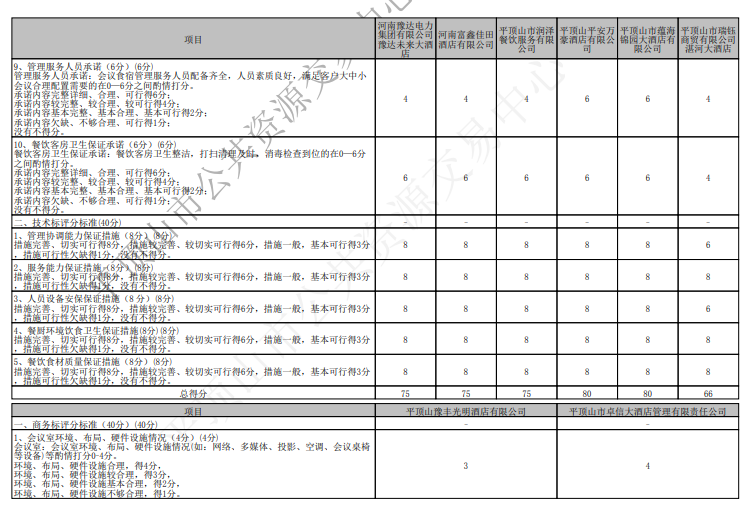 项目 河南豫达电力集团有限公司豫达未来大酒店 河南富鑫佳田酒店有限公司 平顶山市润泽餐饮服务有限公司 平顶山平安万豪酒店有限公司 平顶山市蕴海锦园大酒店有限公司 平顶山市瑞钰商贸有限公司湛河大酒店
9、管理服务人员承诺（6分）(6分)
管理服务人员承诺：会议食宿管理服务人员配备齐全，人员素质良好，满足客户大中小
会议合理配置需要的在0—6分之间酌情打分。
承诺内容完整详细、合理、可行得6分；
承诺内容较完整、较合理、较可行得4分；
承诺内容基本完整、基本合理、基本可行得2分；
承诺内容欠缺、不够合理、可行得1分；
没有不得分。
4 4 4 6 6 4
10、餐饮客房卫生保证承诺（6分）(6分)
餐饮客房卫生保证承诺：餐饮客房卫生整洁，打扫清理及时，消毒检查到位的在0—6分
之间酌情打分。
承诺内容完整详细、合理、可行得6分；
承诺内容较完整、较合理、较可行得4分；
承诺内容基本完整、基本合理、基本可行得2分；
承诺内容欠缺、不够合理、可行得1分；
没有不得分。
6 6 6 6 6 4
二、技术标评分标准(40分) – – – – – –
1、管理协调能力保证措施（8分）(8分)
措施完善、切实可行得8分，措施较完善、较切实可行得6分，措施一般，基本可行得3分
，措施可行性欠缺得1分，没有不得分。
8 8 8 8 8 6
2、服务能力保证措施（8分）(8分)
措施完善、切实可行得8分，措施较完善、较切实可行得6分，措施一般，基本可行得3分
，措施可行性欠缺得1分，没有不得分。
8 8 8 8 8 8
3、人员设备安保保证措施（8分）(8分)
措施完善、切实可行得8分，措施较完善、较切实可行得6分，措施一般，基本可行得3分
，措施可行性欠缺得1分，没有不得分。
8 8 8 8 8 6
4、餐厨环境饮食卫生保证措施(8分)(8分)
措施完善、切实可行得8分，措施较完善、较切实可行得6分，措施一般，基本可行得3分
，措施可行性欠缺得1分，没有不得分。
8 8 8 8 8 8
5、餐饮食材质量保证措施（8分）(8分)
措施完善、切实可行得8分，措施较完善、较切实可行得6分，措施一般，基本可行得3分
，措施可行性欠缺得1分，没有不得分。
8 8 8 8 8 8
总得分 75 75 75 80 80 66
项目 平顶山豫丰光明酒店有限公司 平顶山市卓信大酒店管理有限责任公司
一、商务标评分标准（40分）(40分) – –
1、会议室环境、布局、硬件设施情况（4分）(4分)
会议室：会议室环境、布局、硬件设施情况(如：网络、多媒体、投影、空调、会议桌椅
等设备)等酌情打分0-4分。
环境、布局、硬件设施合理，得4分，
环境、布局、硬件设施较合理，得3分，
环境、布局、硬件设施基本合理，得2分，
环境、布局、硬件设施不够合理，得1分。
3 4
平顶山市公共资源交易中心
平顶山市公共资源交易中心